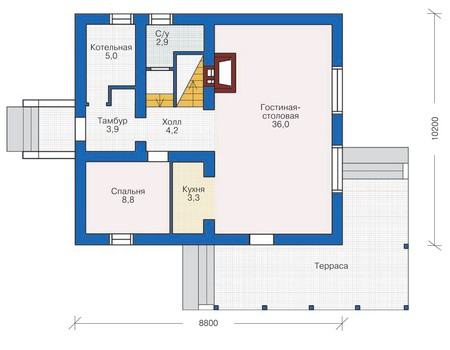 С/у
2,9
Котельная
5,0
Гостиная-
столовая
36,0
Тамбур
3,9
Холл
4,2
Спальня
8,8
Кухня
3,3
Терраса
8800
10200